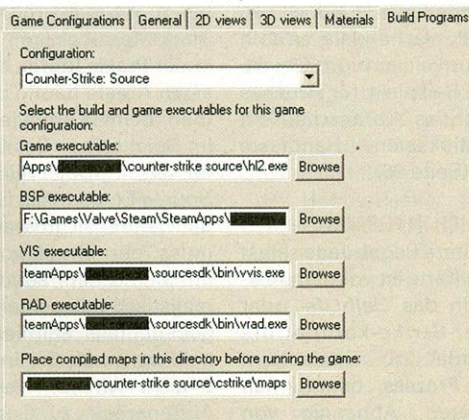 Game Configurations General 2D views 3D views Materials Build Programs
Configuration:
Counter-Strike: Source
Select the build and game executables for this game
configuration:
Game executable:
Apps\ \counter-strike source\hl2.exe Browse
BSP executable:
F:\Games\Valve\Steam\SteamApps\ Browse
VIS executable:
teamApps\ \sourcesdk\bin\vvis.exe Browse
RAD executable:
teamApps\ \sourcesdk\bin\vrad.exe Browse
Place compiled maps in this directory before running the game:
\counter-strike source\cstrike\maps Browse